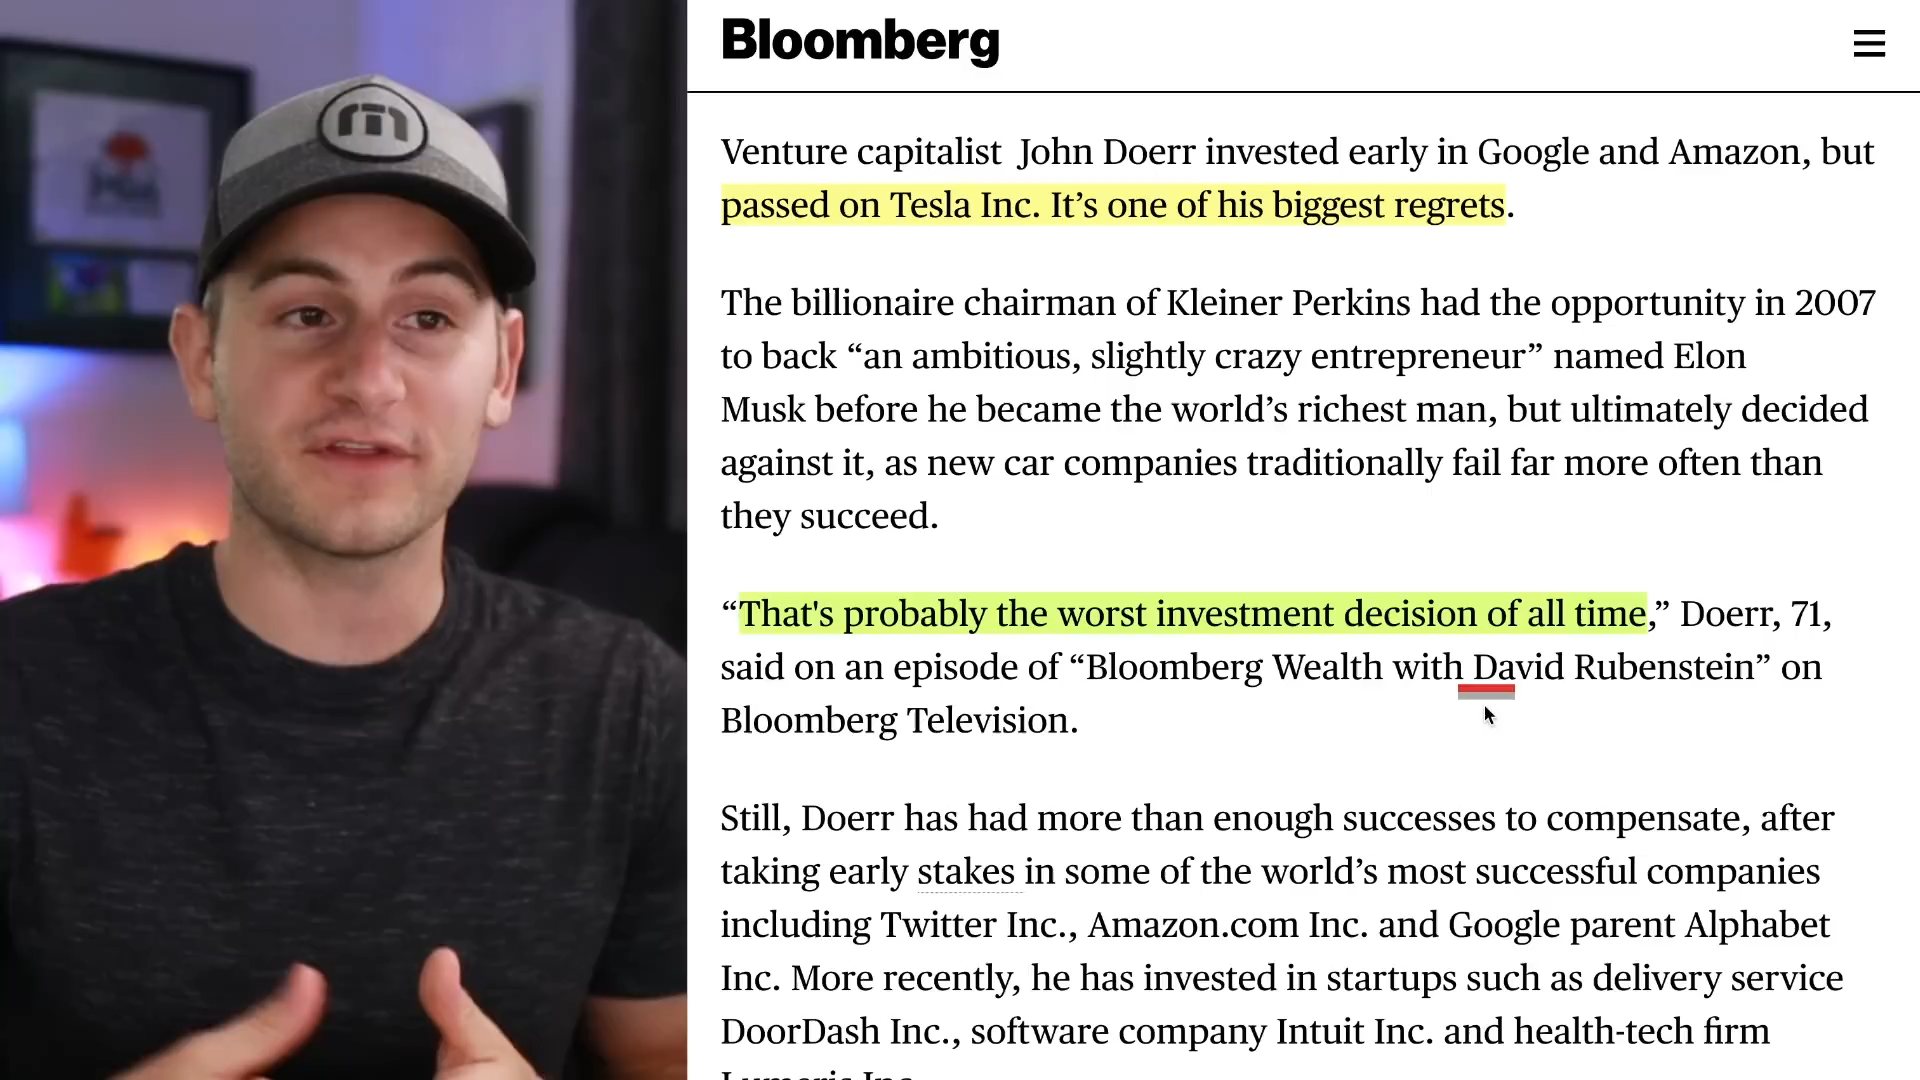 Bloomberg
Venture capitalist John Doerr invested early in Google and Amazon, but
passed on Tesla Inc. It’s one of his biggest regrets.
The billionaire chairman of Kleiner Perkins had the opportunity in 2007
to back “an ambitious, slightly crazy entrepreneur” named Elon
Musk before he became the world’s richest man, but ultimately decided
against it, as new car companies traditionally fail far more often than
they succeed.
“That's probably the worst investment decision of all time,” Doerr, 71,
said on an episode of “Bloomberg Wealth with David Rubenstein” on
Bloomberg Television.
Still, Doerr has had more than enough successes to compensate, after
taking early stakes in some of the world’s most successful companies
including Twitter Inc., Amazon.com Inc. and Google parent Alphabet
Inc. More recently, he has invested in startups such as delivery service
DoorDash Inc., software company Intuit Inc. and health-tech firm